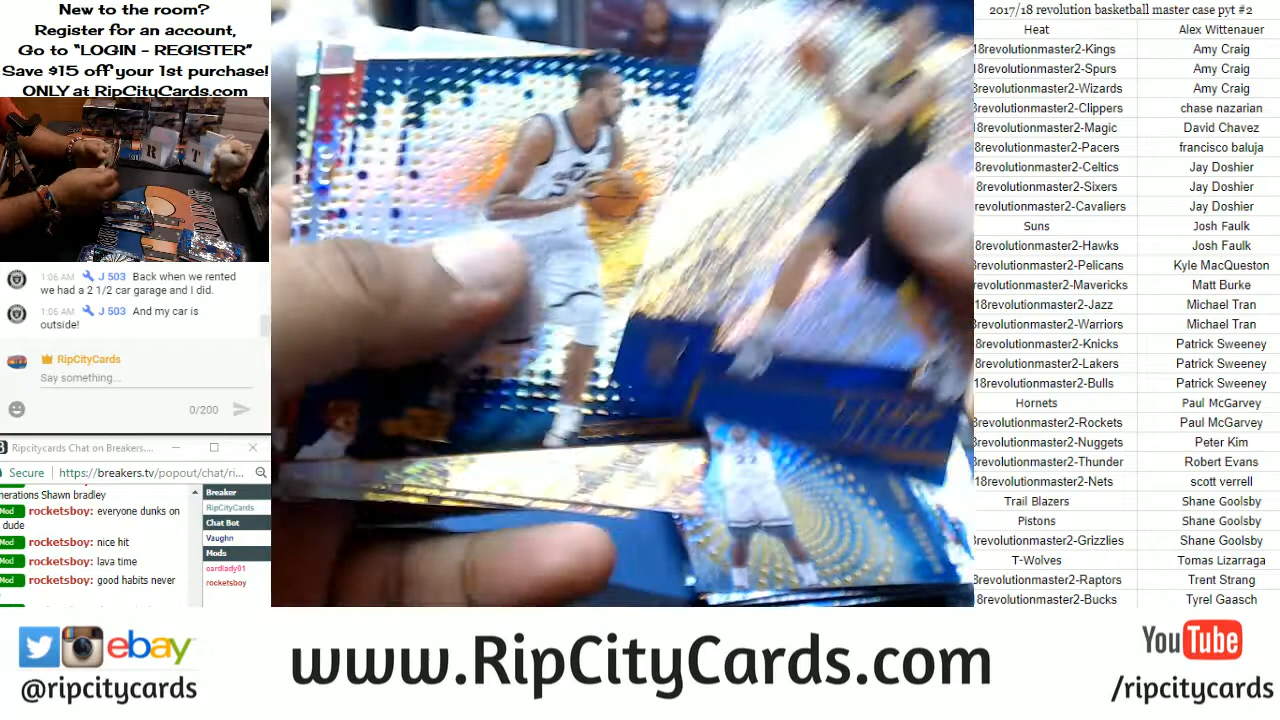 New to the room?
Register for an account,
Go to "LOGIN - REGISTER"
Save $15 off your 1st purchase!
ONLY at RipCityCards.com
1:06 AM J 503 Back when we rented
we had a 2 1/2 car garage and I did.
1:06 AM J 503 And my car is
outside!
RipCityCards
Say something...
0/200
Ripcitycards Chat on Breakers....
Secure https://breakers.tv/popout/chat/ri...
nerations Shawn bradley
Mod rocketsboy: everyone dunks on
dude
Mod rocketsboy: nice hit
Mod rocketsboy: lava time
Mod rocketsboy: good habits never
Breaker
RipCityCards
Chat Bot
Vaughn
Mods
cardlady01
rocketsboy
2017/18 revolution basketball master case pyt #2
Heat Alex Wittenauer
18revolutionmaster2-Kings Amy Craig
18revolutionmaster2-Spurs Amy Craig
8revolutionmaster2-Wizards Amy Craig
8revolutionmaster2-Clippers chase nazarian
18revolutionmaster2-Magic David Chavez
8revolutionmaster2-Pacers francisco baluja
8revolutionmaster2-Celtics Jay Doshier
8revolutionmaster2-Sixers Jay Doshier
revolutionmaster2-Cavaliers Jay Doshier
Suns Josh Faulk
8revolutionmaster2-Hawks Josh Faulk
revolutionmaster2-Pelicans Kyle MacQueston
revolutionmaster2-Mavericks Matt Burke
18revolutionmaster2-Jazz Michael Tran
revolutionmaster2-Warriors Michael Tran
8revolutionmaster2-Knicks Patrick Sweeney
8revolutionmaster2-Lakers Patrick Sweeney
18revolutionmaster2-Bulls Patrick Sweeney
Hornets Paul McGarvey
8revolutionmaster2-Rockets Paul McGarvey
revolutionmaster2-Nuggets Peter Kim
revolutionmaster2-Thunder Robert Evans
18revolutionmaster2-Nets scott verrell
Trail Blazers Shane Goolsby
Pistons Shane Goolsby
revolutionmaster2-Grizzlies Shane Goolsby
T-Wolves Tomas Lizarraga
8revolutionmaster2-Raptors Trent Strang
8revolutionmaster2-Bucks Tyrel Gaasch
ebay
@ripcitycards
www.RipCityCards.com
YouTube
/ripcitycards